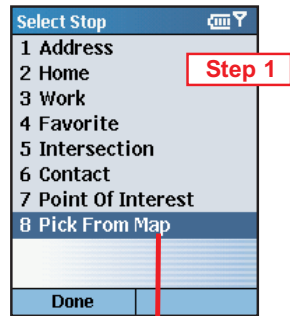 Select Stop
1 Address
Step 1
2 Home
3 Work
4 Favorite
5 Intersection
6 Contact
7 Point Of Interest
8 Pick From Map
Done